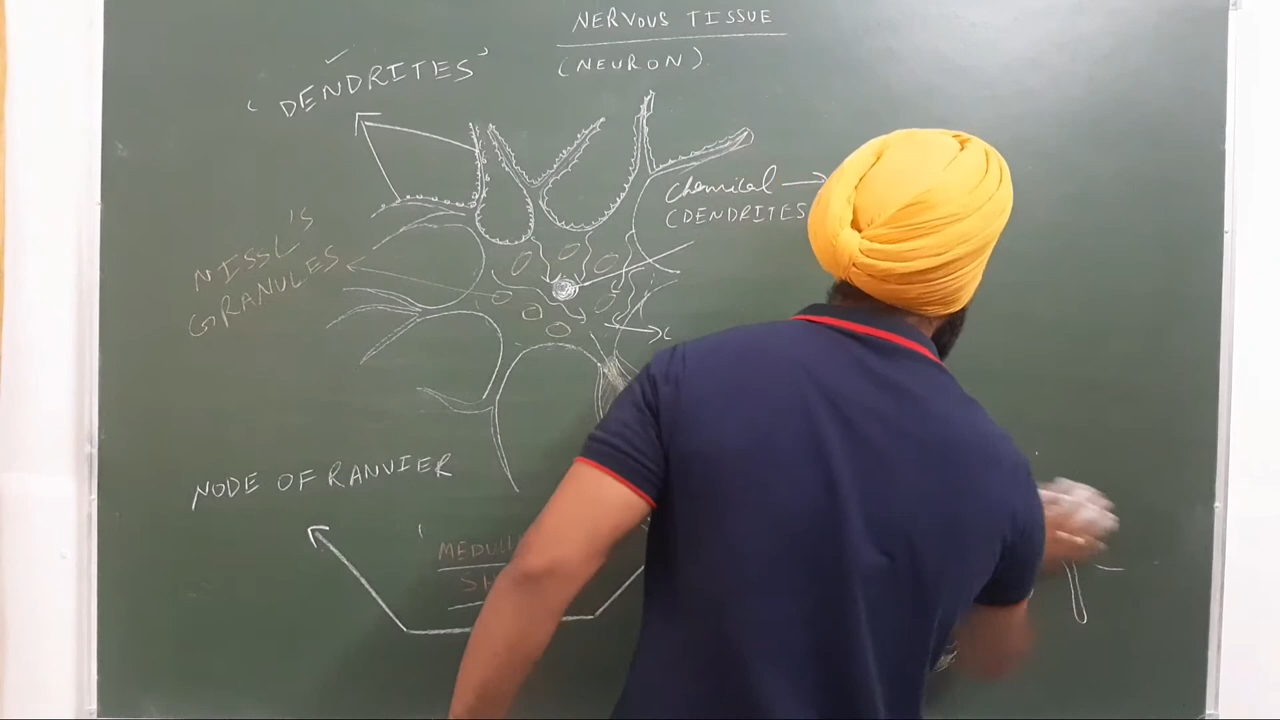 NERVOUS TISSUE
(NEURON)
‘DENDRITES’
Chemical →
(DENDRITES
NISSL'S
GRANULES
C
NODE OF RANVIER
‘
MEDULL
SH